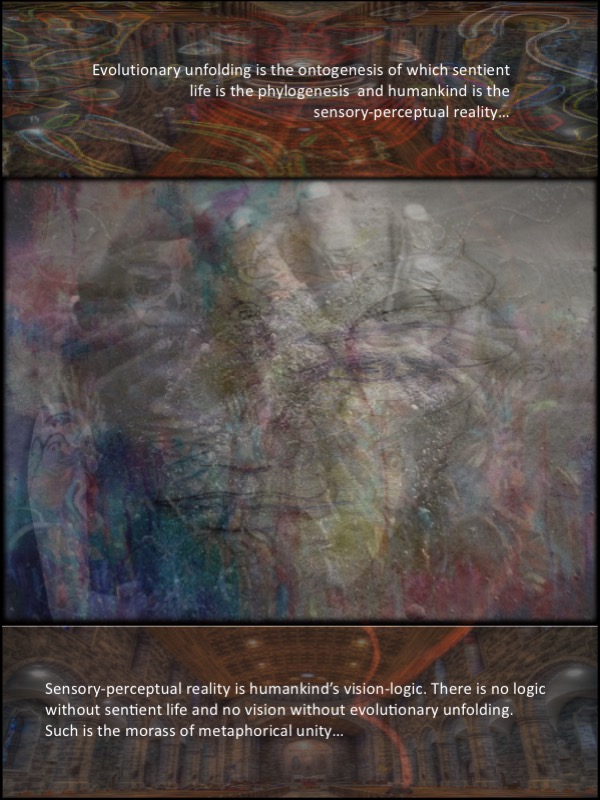 Evolutionary unfolding is the ontogenesis of which sentient
life is the phylogenesis  and humankind is the
sensory-perceptual reality…
Sensory-perceptual reality is humankind’s vision-logic. There is no logic
without sentient life and no vision without evolutionary unfolding.
Such is the morass of metaphorical unity…